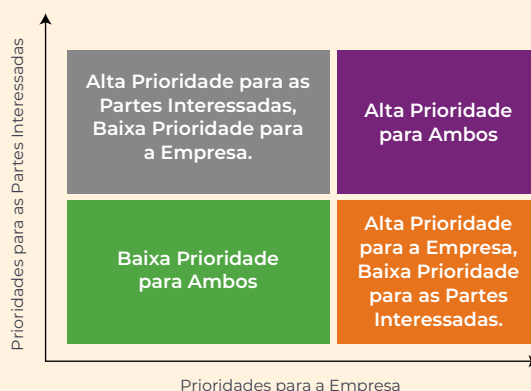 Prioridades para as Partes Interessadas
Alta Prioridade para as
Partes Interessadas,
Baixa Prioridade para
a Empresa.
Alta Prioridade
para Ambos
Baixa Prioridade
para Ambos
Alta Prioridade
para a Empresa,
Baixa Prioridade
para as Partes
Interessadas.
Prioridades para a Empresa